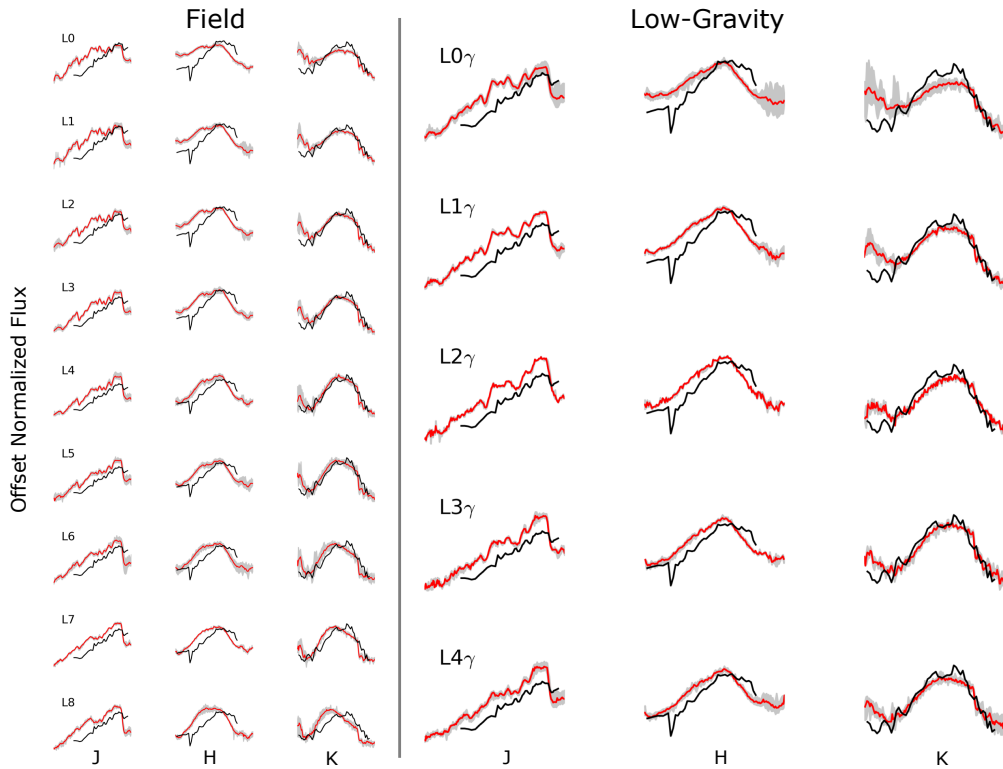 Field
Low-Gravity
Offset Normalized Flux
L0
L1
L2
L3
L4
L5
L6
L7
L8
J
H
K
L0γ
L1γ
L2γ
L3γ
L4γ
J
H
K